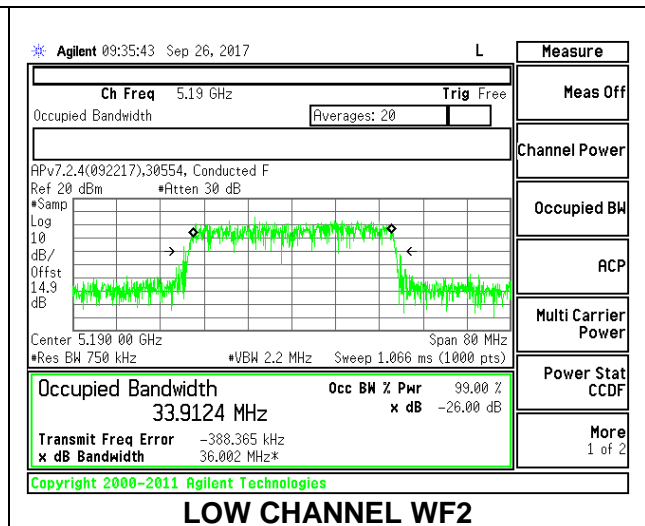 Agilent 09:35:43 Sep 26, 2017 L Measure
Ch Freq 5.19 GHz Trig Free
Meas Off
Occupied Bandwidth Averages: 20
Channel Power
APv7.2.4(092217),30554, Conducted F
Ref 20 dBm #Atten 30 dB
#Samp
Log
10
dB/
Offst
14.9
dB
Occupied BW
ACP
Multi Carrier
Power
Center 5.190 00 GHz Span 80 MHz
#Res BW 750 kHz #VBW 2.2 MHz Sweep 1.066 ms (1000 pts)
Power Stat
CCDF
Occupied Bandwidth Occ BW % Pwr 99.00 %
33.9124 MHz x dB -26.00 dB
Transmit Freq Error -388.365 kHz
x dB Bandwidth 36.002 MHz*
More
1 of 2
Copyright 2000-2011 Agilent Technologies
LOW CHANNEL WF2